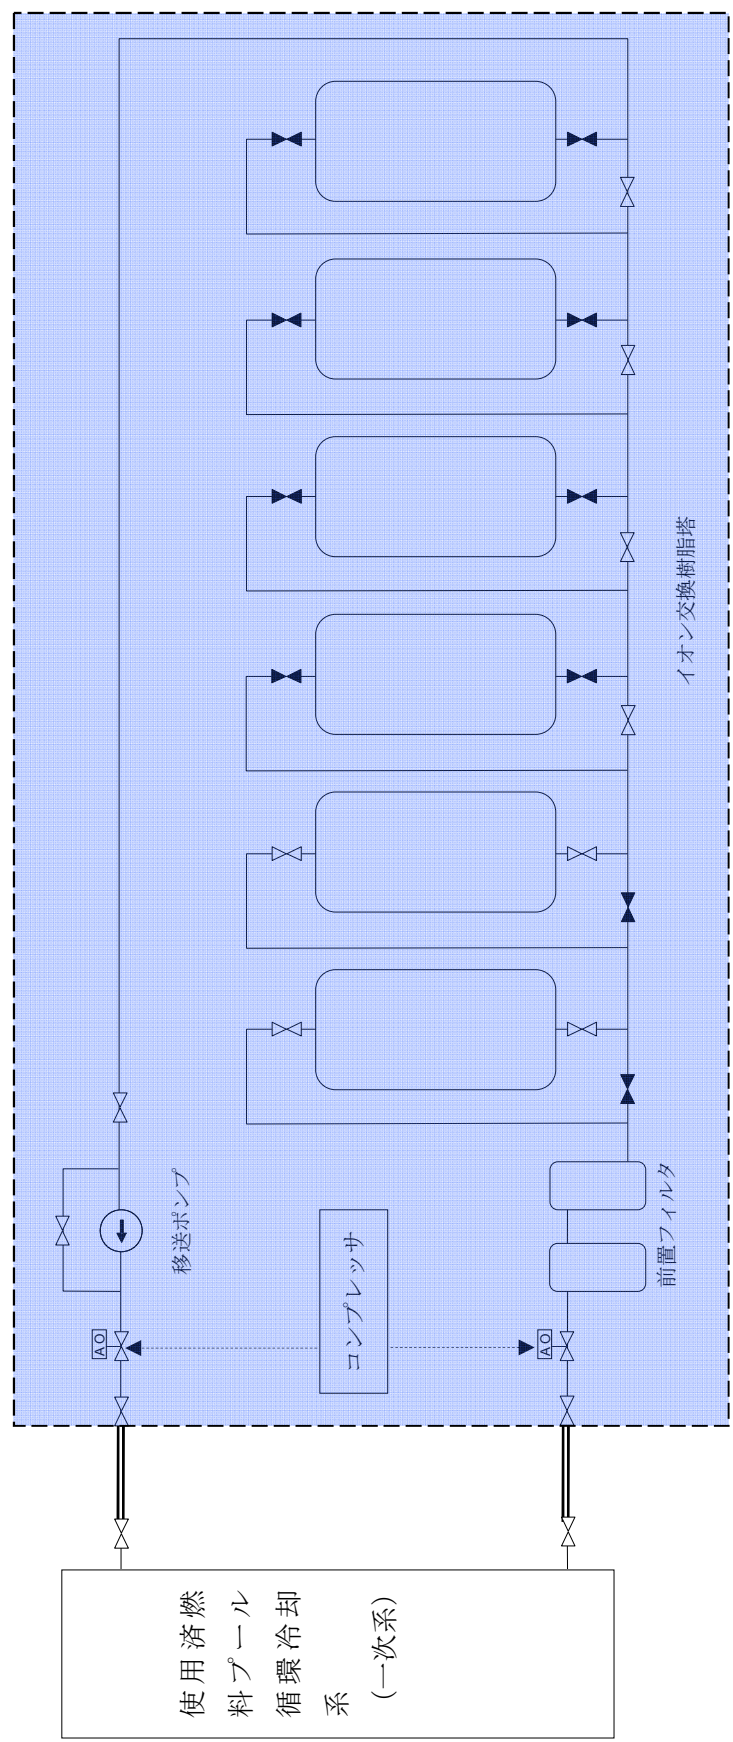 イオン交換樹脂塔
移送ポンプ
前置フィルタ
コンプレッサ
AO
AO
使用済燃
料プール
循環冷却
系
(一次系)